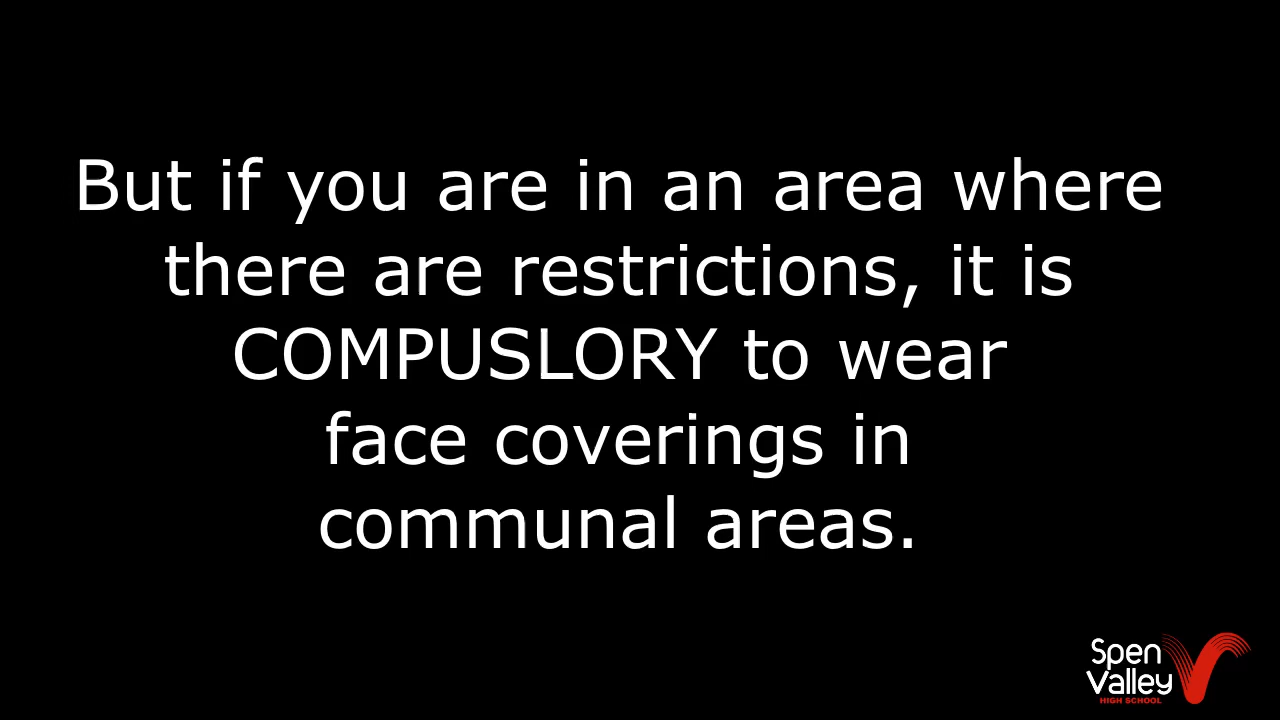 But if you are in an area where
there are restrictions, it is
COMPUSLORY to wear
face coverings in
communal areas.
Spen
Valley
HIGH SCHOOL